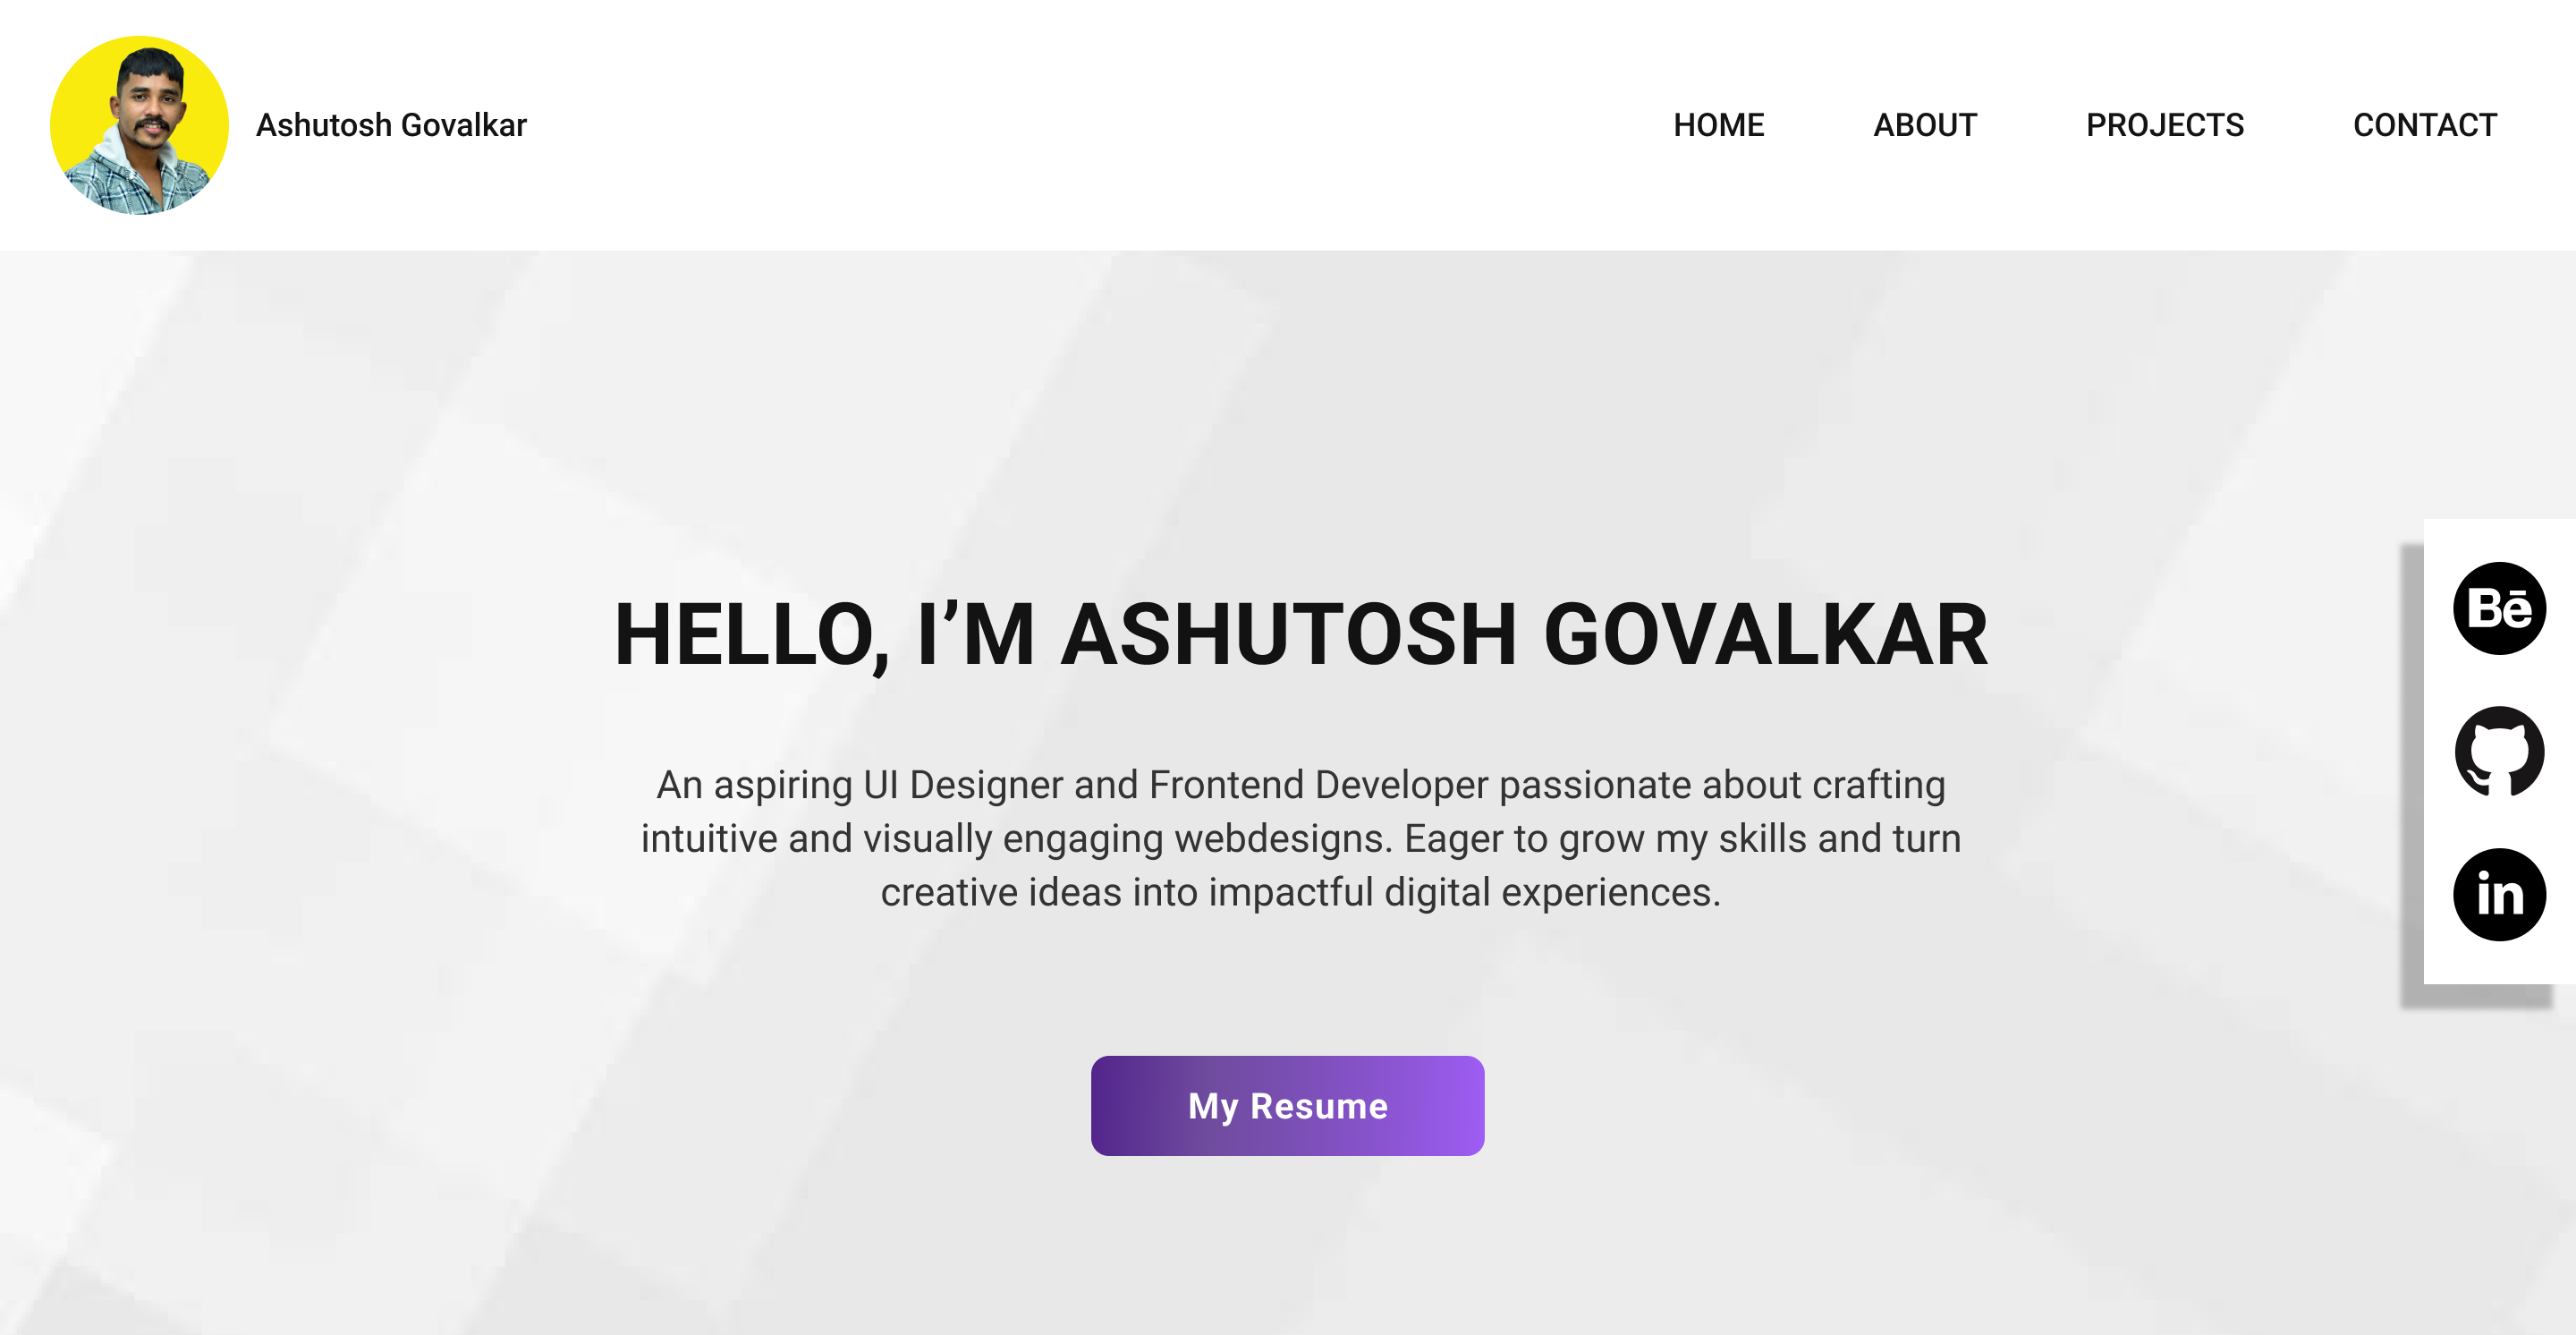 Ashutosh Govalkar
HOME
ABOUT
PROJECTS
CONTACT
HELLO, I’M ASHUTOSH GOVALKAR
An aspiring UI Designer and Frontend Developer passionate about crafting
intuitive and visually engaging webdesigns. Eager to grow my skills and turn
creative ideas into impactful digital experiences.
My Resume
Bē
in